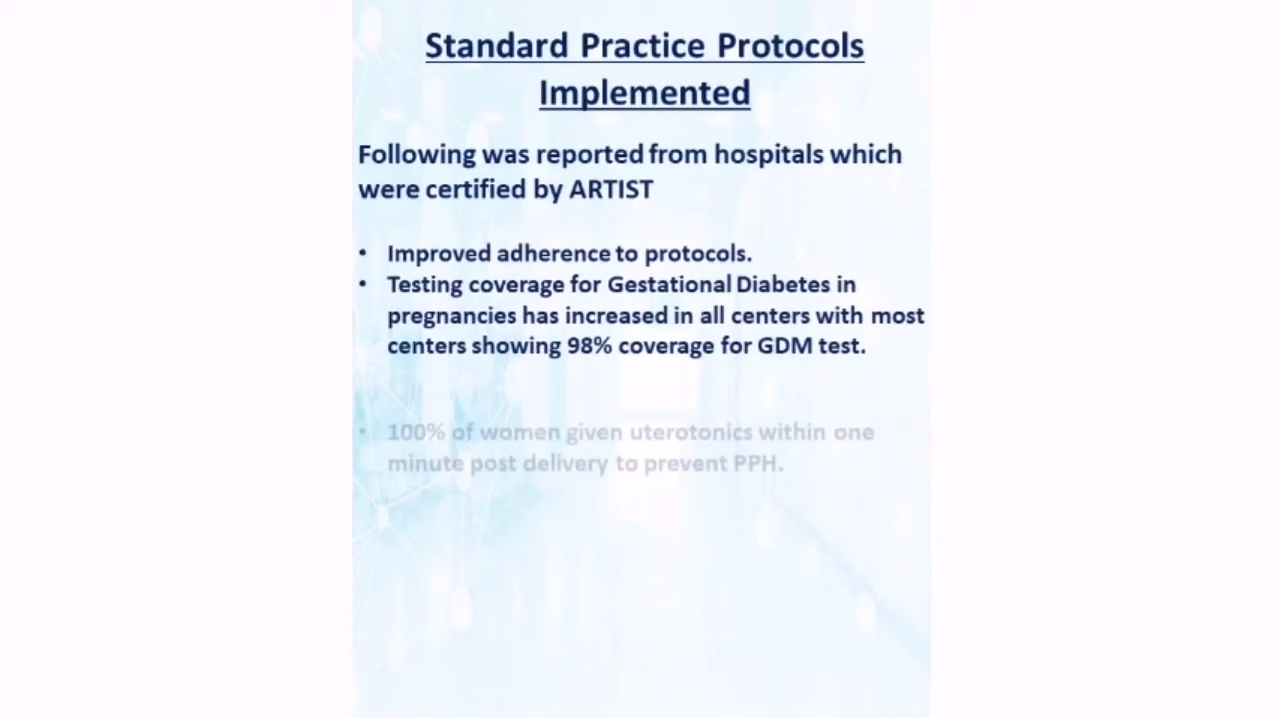 Standard Practice Protocols
Implemented
Following was reported from hospitals which
were certified by ARTIST
• Improved adherence to protocols.
• Testing coverage for Gestational Diabetes in
pregnancies has increased in all centers with most
centers showing 98% coverage for GDM test.
• 100% of women given uterotonics within one
minute post delivery to prevent PPH.